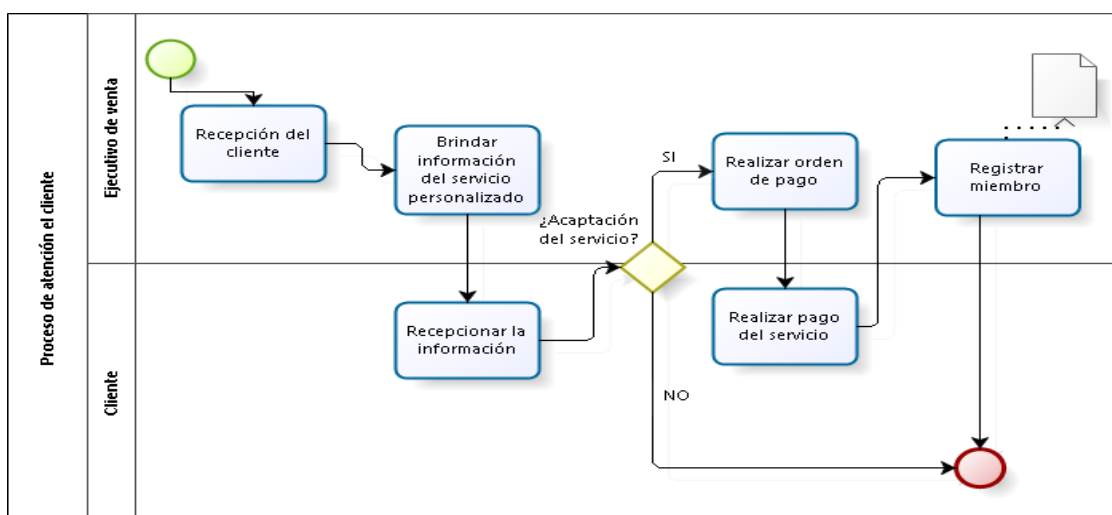 Proceso de atención el cliente
Ejecutivo de venta
Recepción del
cliente
Brindar
información
del servicio
personalizado
¿Acaptación
del servicio?
SI
Realizar orden
de pago
Registrar
miembro
Cliente
Recepcionar la
información
Realizar pago
del servicio
NO